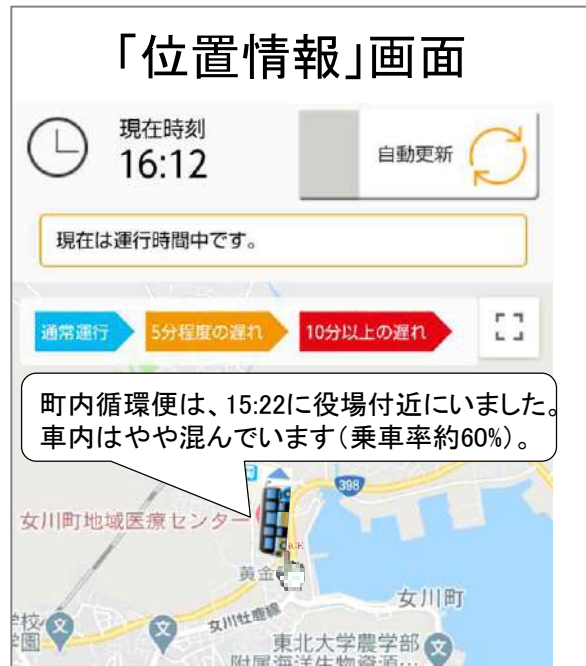 「位置情報」画面
現在時刻
16:12
自動更新
現在は運行時間中です。
通常運行
5分程度の遅れ
10分以上の遅れ
町内循環便は、15:22に役場付近にいました。
車内はやや混んでいます（乗車率約60%）。
398
女川町地域医療センター
黄金
女川町
女川牡鹿線
学校
学園
東北大学農学部
附属海洋生物資源…